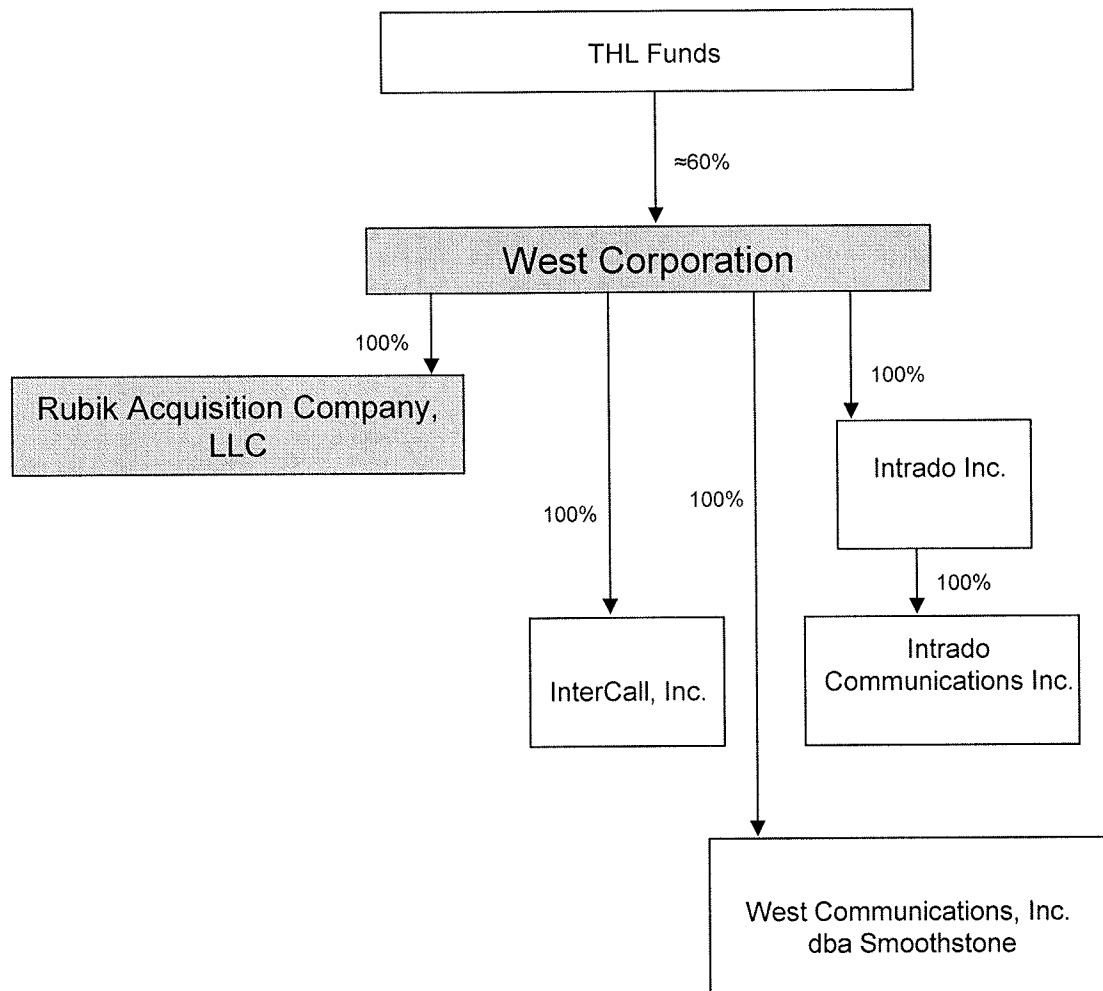 THL Funds
≈60%
West Corporation
100%
Rubik Acquisition Company,
LLC
100%
Intrado Inc.
100%
100%
100%
InterCall, Inc.
Intrado
Communications Inc.
West Communications, Inc.
dba Smoothstone